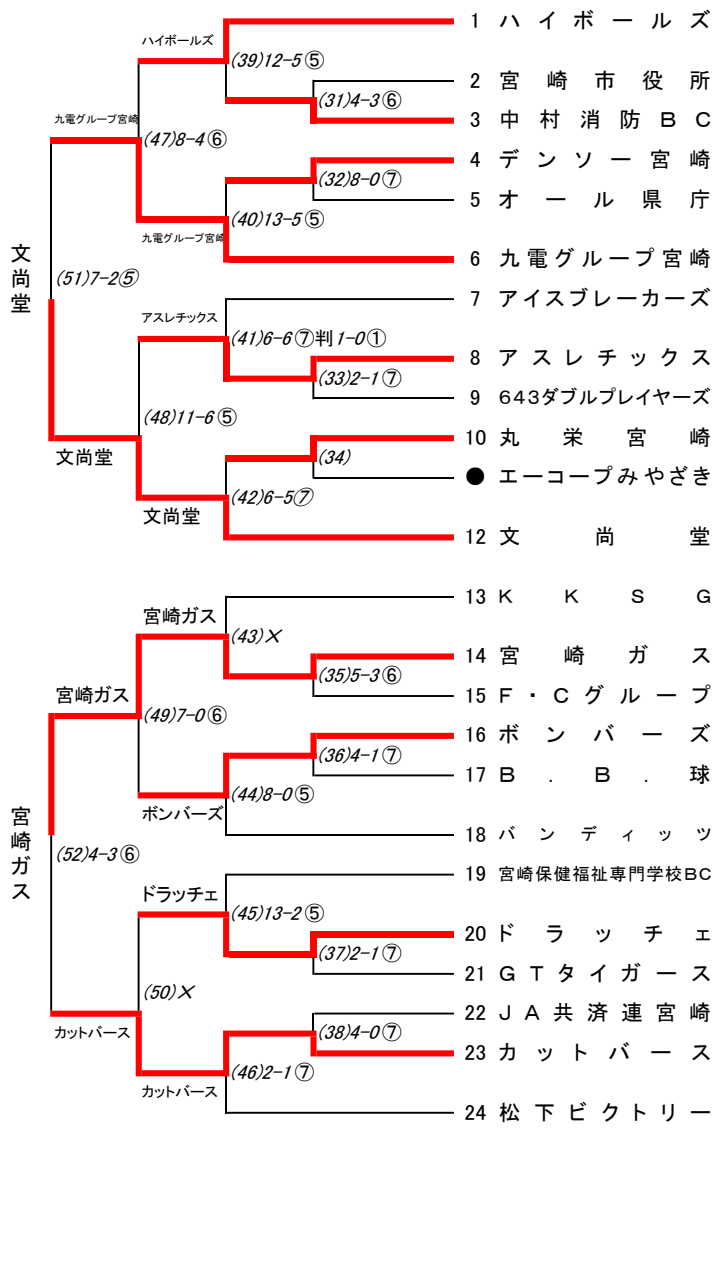 1 ハイボールズ
ハイボールズ
(39)12-5⑤
2 宮崎市役所
(31)4-3⑥
3 中村消防ＢＣ
九電グループ宮崎
(47)8-4⑥
4 デンソー宮崎
(32)8-0⑦
5 オール県庁
(40)13-5⑤
九電グループ宮崎
6 九電グループ宮崎
文尚堂
(51)7-2⑤
7 アイスブレーカーズ
アスレチックス
(41)6-6⑦判1-0①
8 アスレチックス
(33)2-1⑦
9 643ダブルプレイヤーズ
(48)11-6⑤
10 丸栄宮崎
文尚堂
(34)
● エーコープみやざき
(42)6-5⑦
文尚堂
12 文尚堂
13 ＫＫＳＧ
宮崎ガス
(43)×
14 宮崎ガス
(35)5-3⑥
15 Ｆ・Ｃグループ
宮崎ガス
(49)7-0⑥
16 ボンバーズ
(36)4-1⑦
17 Ｂ．Ｂ．球
(44)8-0⑤
ボンバーズ
18 バンディッツ
宮崎ガス
(52)4-3⑥
19 宮崎保健福祉専門学校BC
ドラッチェ
(45)13-2⑤
20 ドラッチェ
(37)2-1⑦
21 ＧＴタイガース
(50)×
22 ＪＡ共済連宮崎
カットバース
(38)4-0⑦
23 カットバース
(46)2-1⑦
カットバース
24 松下ビクトリー